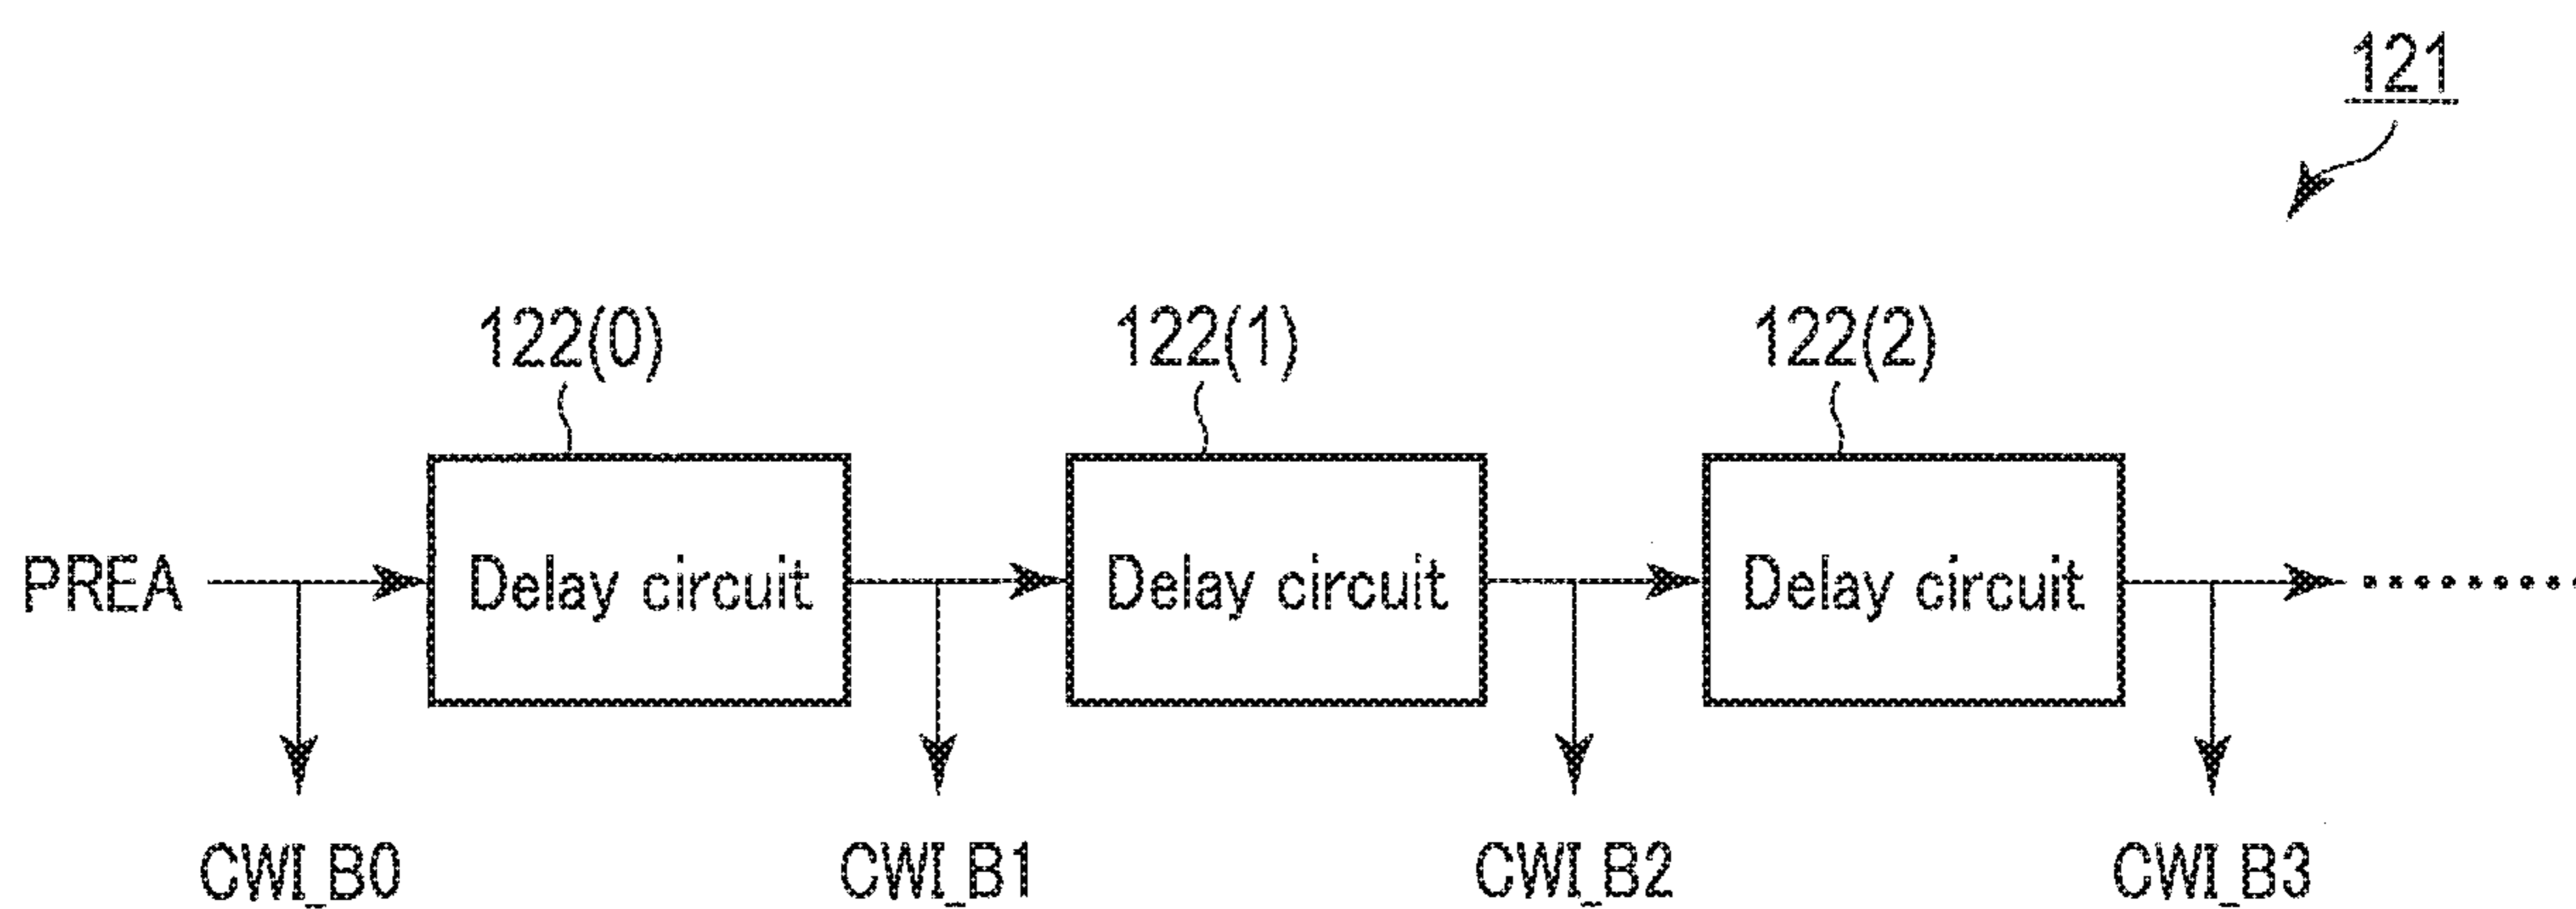 121
122(0) 122(1) 122(2)
PREA Delay circuit Delay circuit Delay circuit
CWI_B0 CWI_B1 CWI_B2 CWI_B3